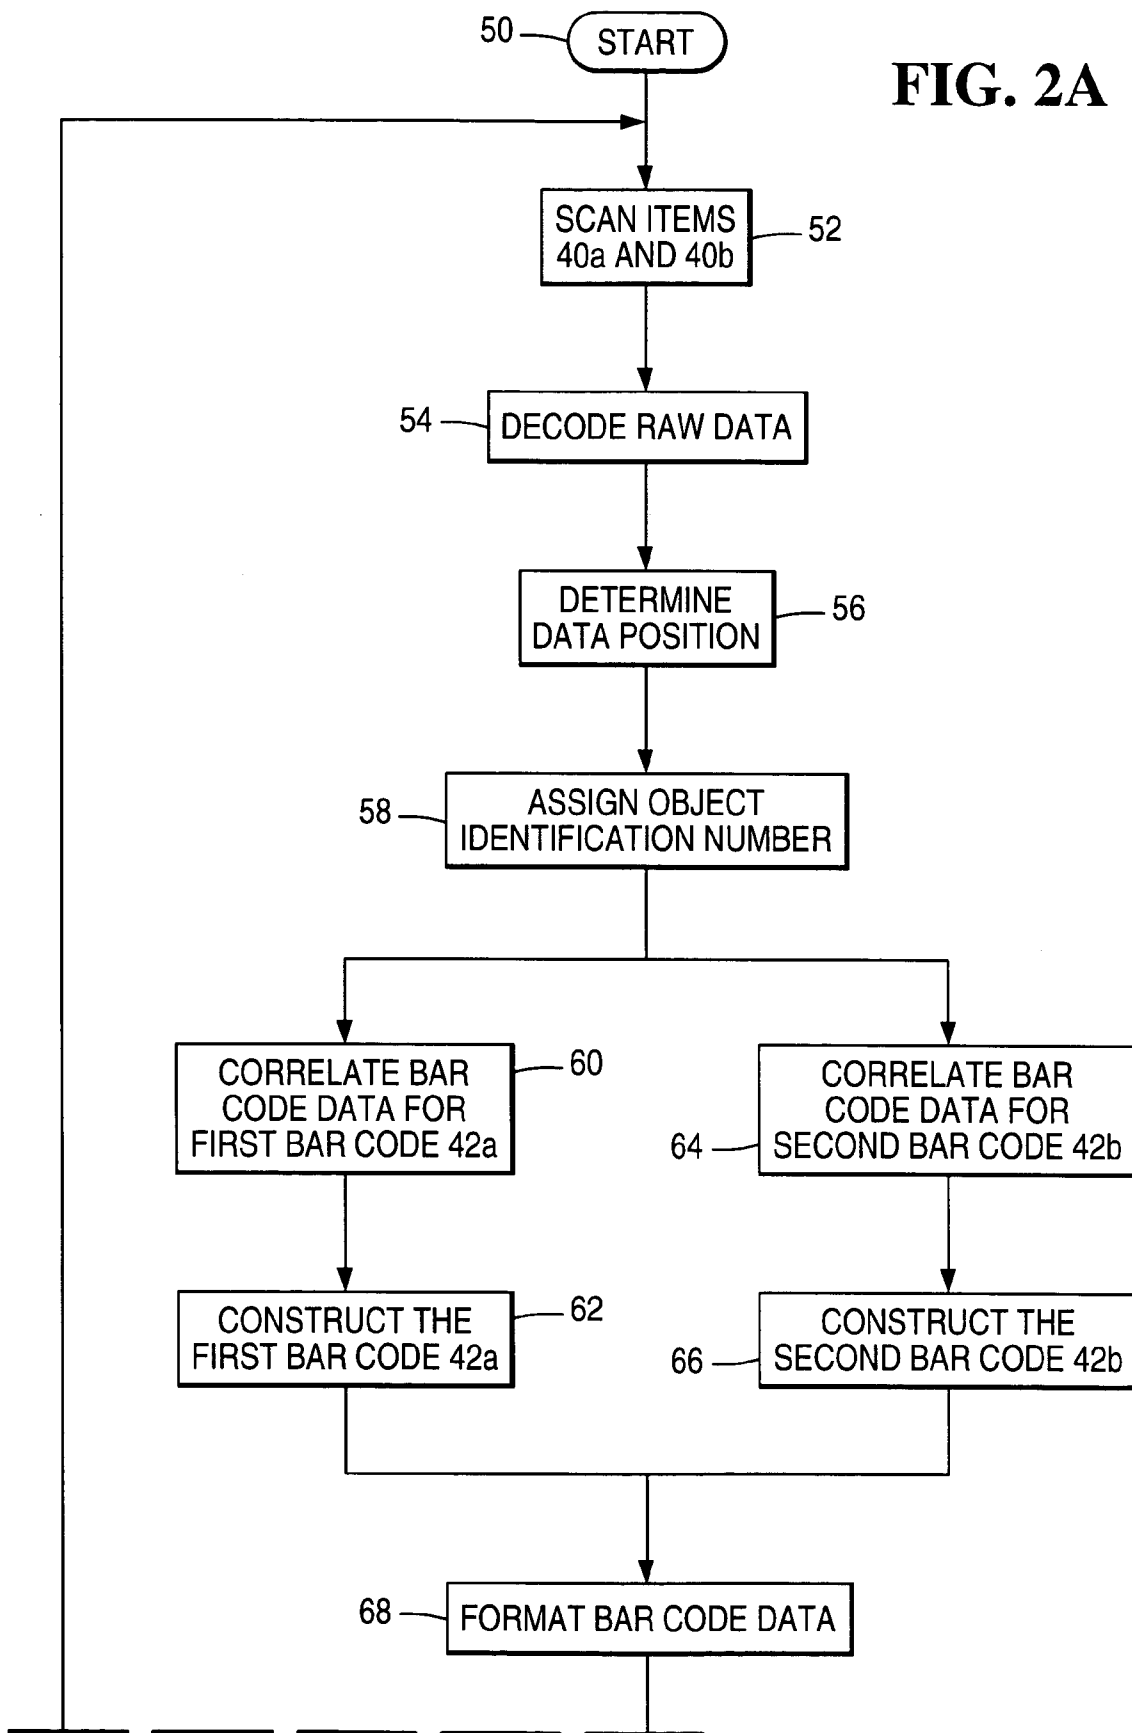 50
START
FIG. 2A
SCAN ITEMS
40a AND 40b
52
54
DECODE RAW DATA
DETERMINE
DATA POSITION
56
58
ASSIGN OBJECT
IDENTIFICATION NUMBER
CORRELATE BAR
CODE DATA FOR
FIRST BAR CODE 42a
60
64
CORRELATE BAR
CODE DATA FOR
SECOND BAR CODE 42b
CONSTRUCT THE
FIRST BAR CODE 42a
62
66
CONSTRUCT THE
SECOND BAR CODE 42b
68
FORMAT BAR CODE DATA